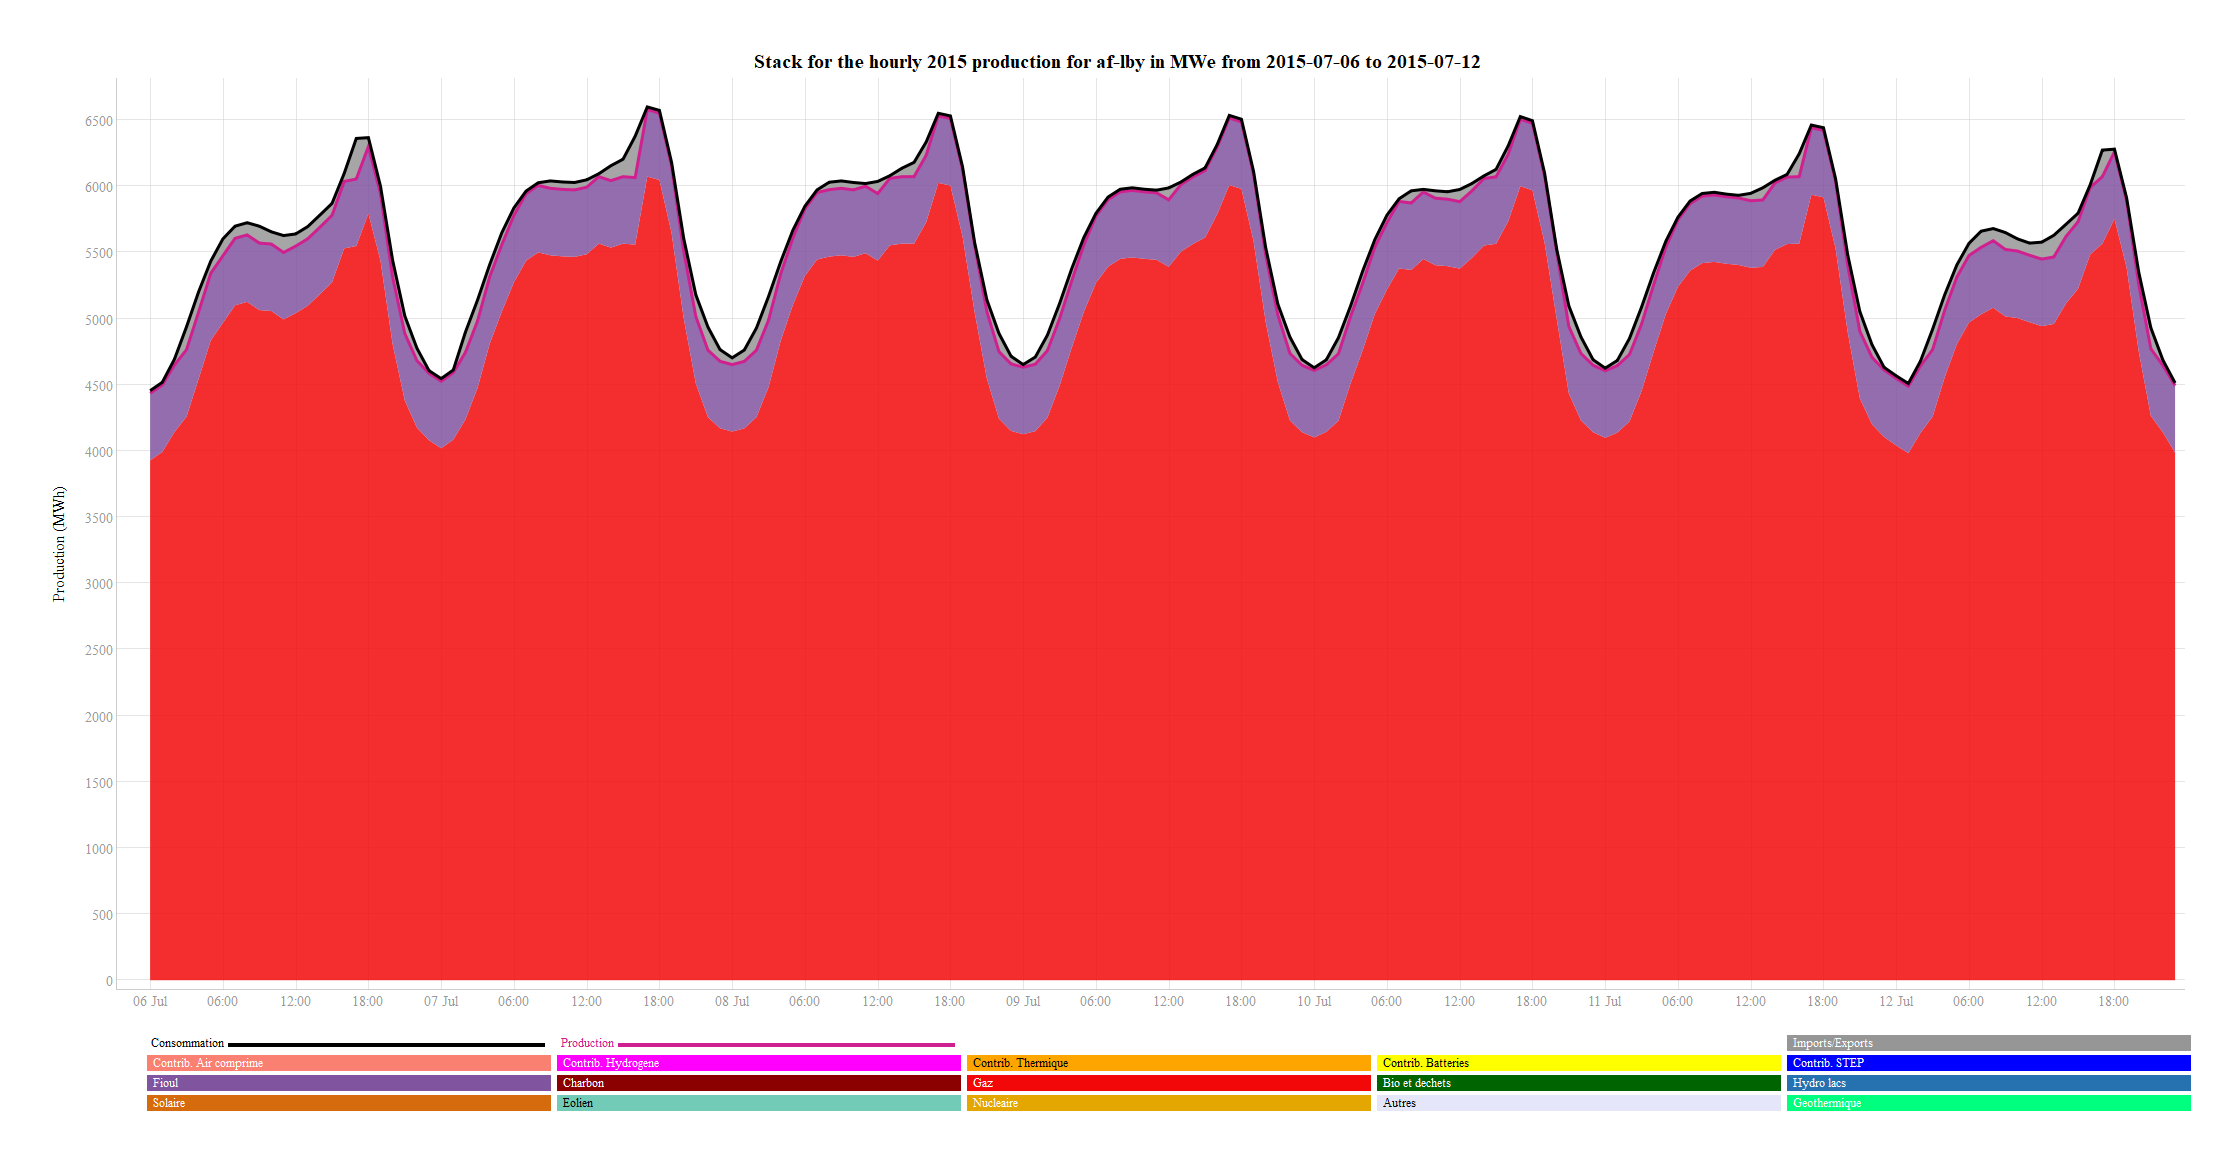 Stack for the hourly 2015 production for af-lby in MWe from 2015-07-06 to 2015-07-12
6500
6000
5500
5000
4500
4000
3500
3000
2500
2000
1500
1000
500
0
Production (MWh)
06 Jul 06:00 12:00 18:00 07 Jul 06:00 12:00 18:00 08 Jul 06:00 12:00 18:00 09 Jul 06:00 12:00 18:00 10 Jul 06:00 12:00 18:00 11 Jul 06:00 12:00 18:00 12 Jul 06:00 12:00 18:00
Consommation Production Imports/Exports
Contrib. Air comprime Contrib. Hydrogene Contrib. Thermique Contrib. Batteries Contrib. STEP
Fioul Charbon Gaz Bio et dechets Hydro lacs
Solaire Eolien Nucleaire Autres Geothermique